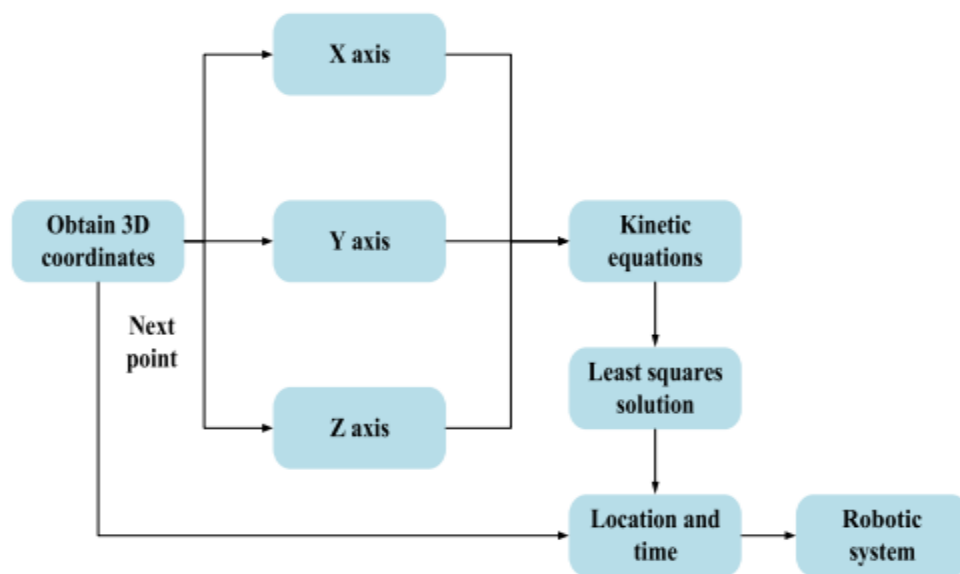 X axis
Obtain 3D
coordinates
Y axis
Kinetic
equations
Next
point
Least squares
solution
Z axis
Location and
time
Robotic
system